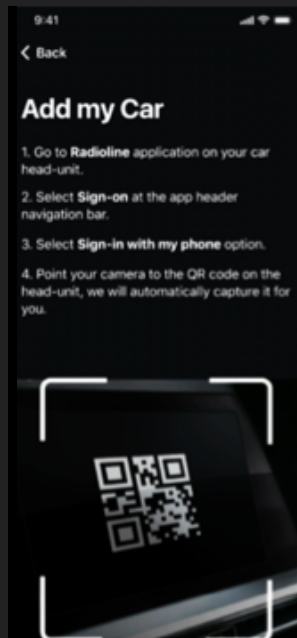 9:41
Back
Add my Car
1. Go to Radioline application on your car
head-unit.
2. Select Sign-on at the app header
navigation bar.
3. Select Sign-in with my phone option.
4. Point your camera to the QR code on the
head-unit, we will automatically capture it for
you.